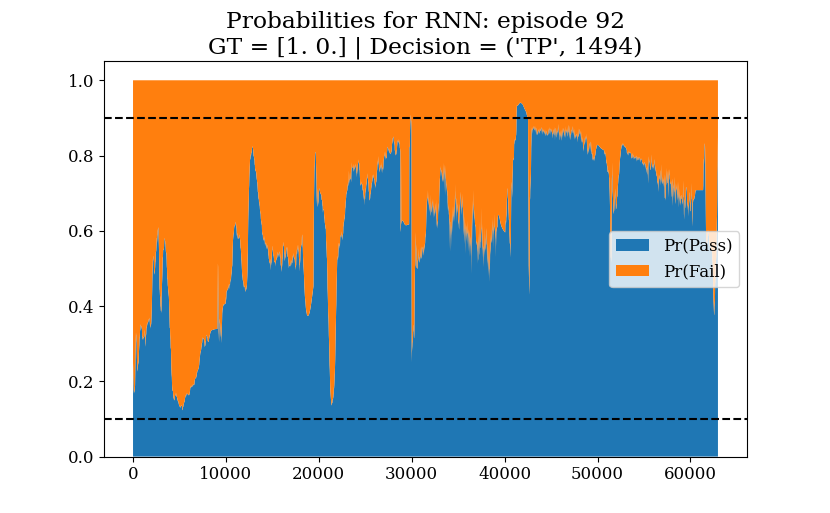 Probabilities for RNN: episode 92
GT = [1. 0.] | Decision = ('TP', 1494)
1.0
0.8
0.6
0.4
0.2
0.0
Pr(Pass)
Pr(Fail)
0 10000 20000 30000 40000 50000 60000